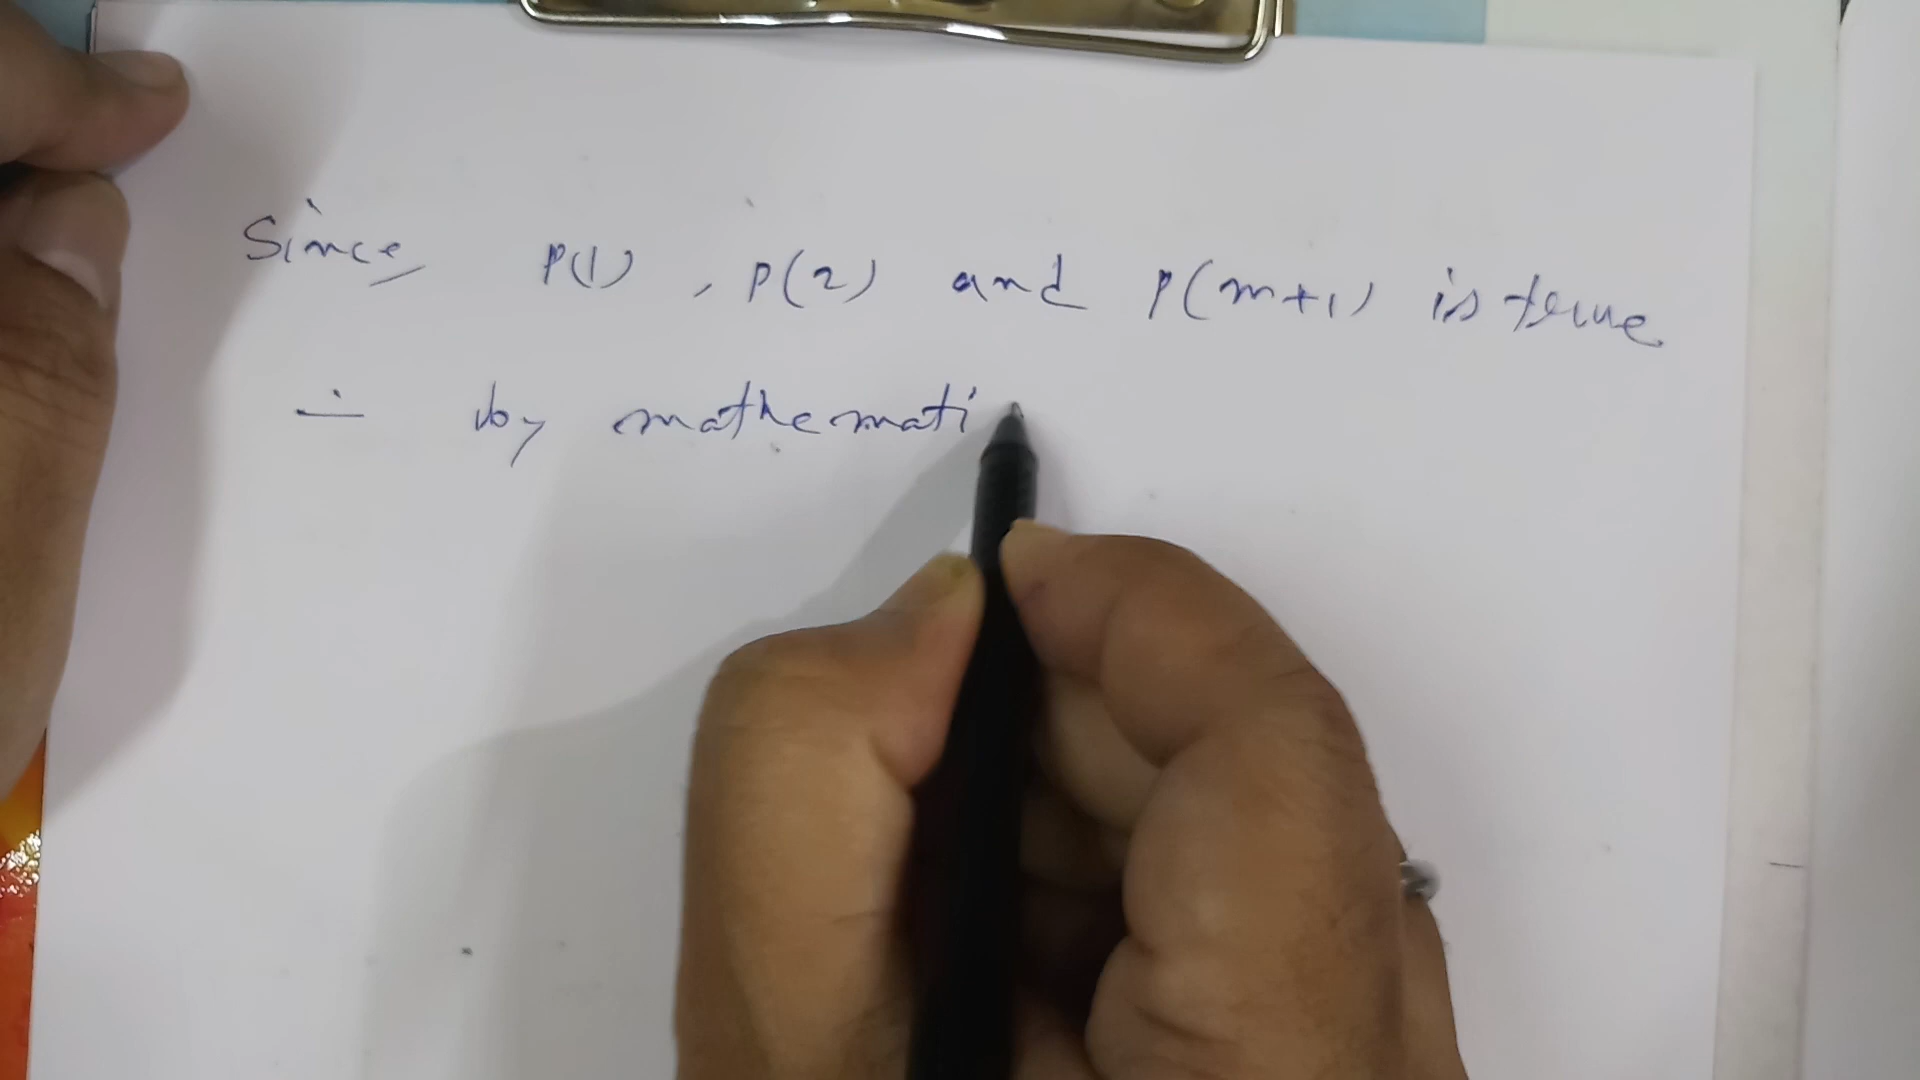 Since, P(1), P(2) and P(m+1) is true
∴ by mathemati